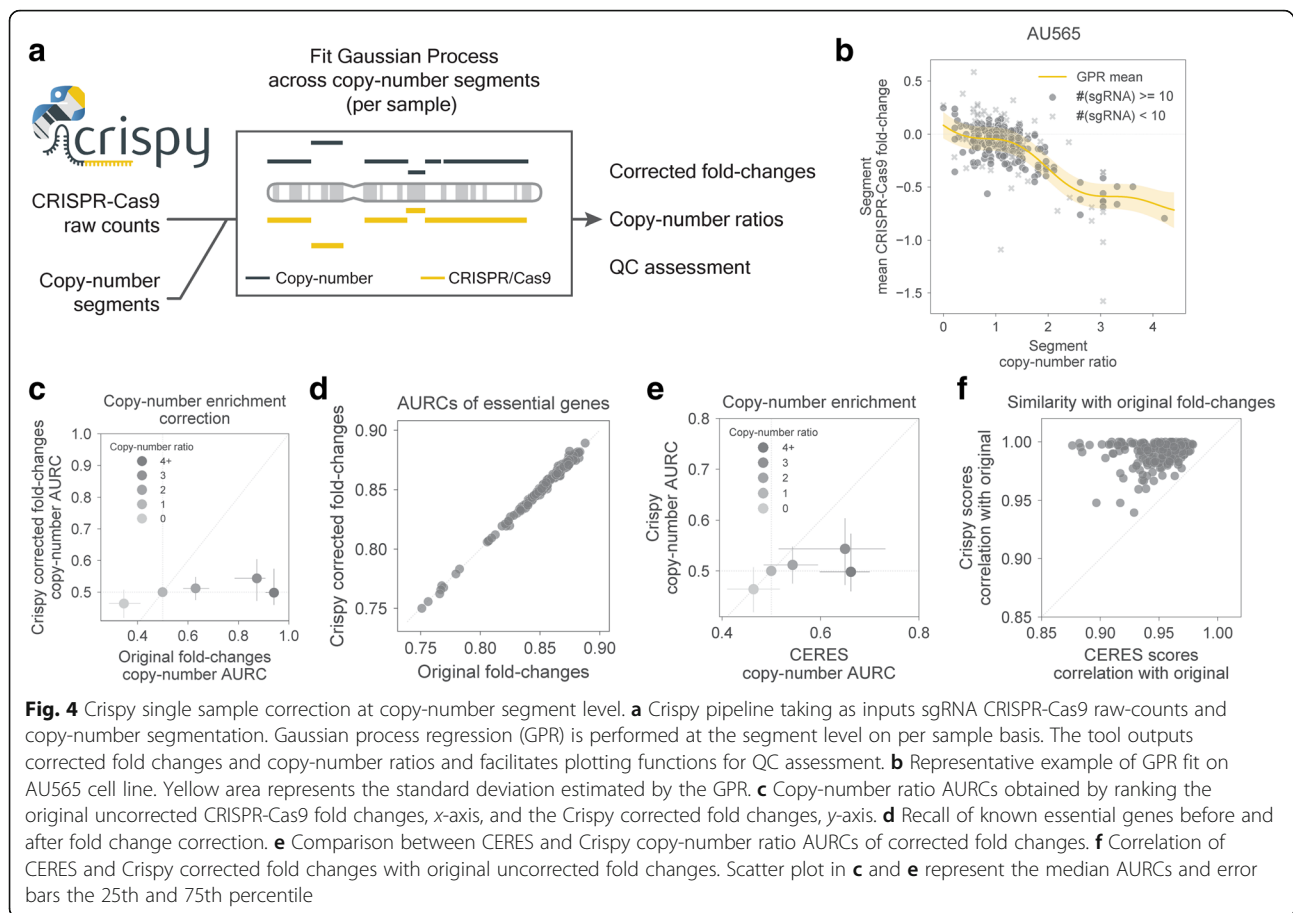 a
Fit Gaussian Process
across copy-number segments
(per sample)
crispy
CRISPR-Cas9
raw counts
Copy-number
segments
Copy-number
CRISPR/Cas9
Corrected fold-changes
Copy-number ratios
QC assessment
b
AU565
GPR mean
#(sgRNA) >= 10
#(sgRNA) < 10
Segment
mean CRISPR-Cas9 fold-change
0.5
0.0
−0.5
−1.0
−1.5
0 1 2 3 4
Segment
copy-number ratio
c
Copy-number enrichment
correction
Crispy corrected fold-changes
copy-number AURC
1.0
0.9
0.8
0.7
0.6
0.5
Copy-number ratio
4+
3
2
1
0
0.4 0.6 0.8 1.0
Original fold-changes
copy-number AURC
d
AURCs of essential genes
Crispy corrected fold-changes
0.90
0.85
0.80
0.75
0.75 0.80 0.85 0.90
Original fold-changes
e
Copy-number enrichment
Crispy
copy-number AURC
0.8
0.7
0.6
0.5
0.4
Copy-number ratio
4+
3
2
1
0
0.4 0.6 0.8
CERES
copy-number AURC
f
Similarity with original fold-changes
Crispy scores
correlation with original
1.00
0.95
0.90
0.85
0.85 0.90 0.95 1.00
CERES scores
correlation with original
Fig. 4 Crispy single sample correction at copy-number segment level. a Crispy pipeline taking as inputs sgRNA CRISPR-Cas9 raw-counts and
copy-number segmentation. Gaussian process regression (GPR) is performed at the segment level on per sample basis. The tool outputs
corrected fold changes and copy-number ratios and facilitates plotting functions for QC assessment. b Representative example of GPR fit on
AU565 cell line. Yellow area represents the standard deviation estimated by the GPR. c Copy-number ratio AURCs obtained by ranking the
original uncorrected CRISPR-Cas9 fold changes, x-axis, and the Crispy corrected fold changes, y-axis. d Recall of known essential genes before and
after fold change correction. e Comparison between CERES and Crispy copy-number ratio AURCs of corrected fold changes. f Correlation of
CERES and Crispy corrected fold changes with original uncorrected fold changes. Scatter plot in c and e represent the median AURCs and error
bars the 25th and 75th percentile